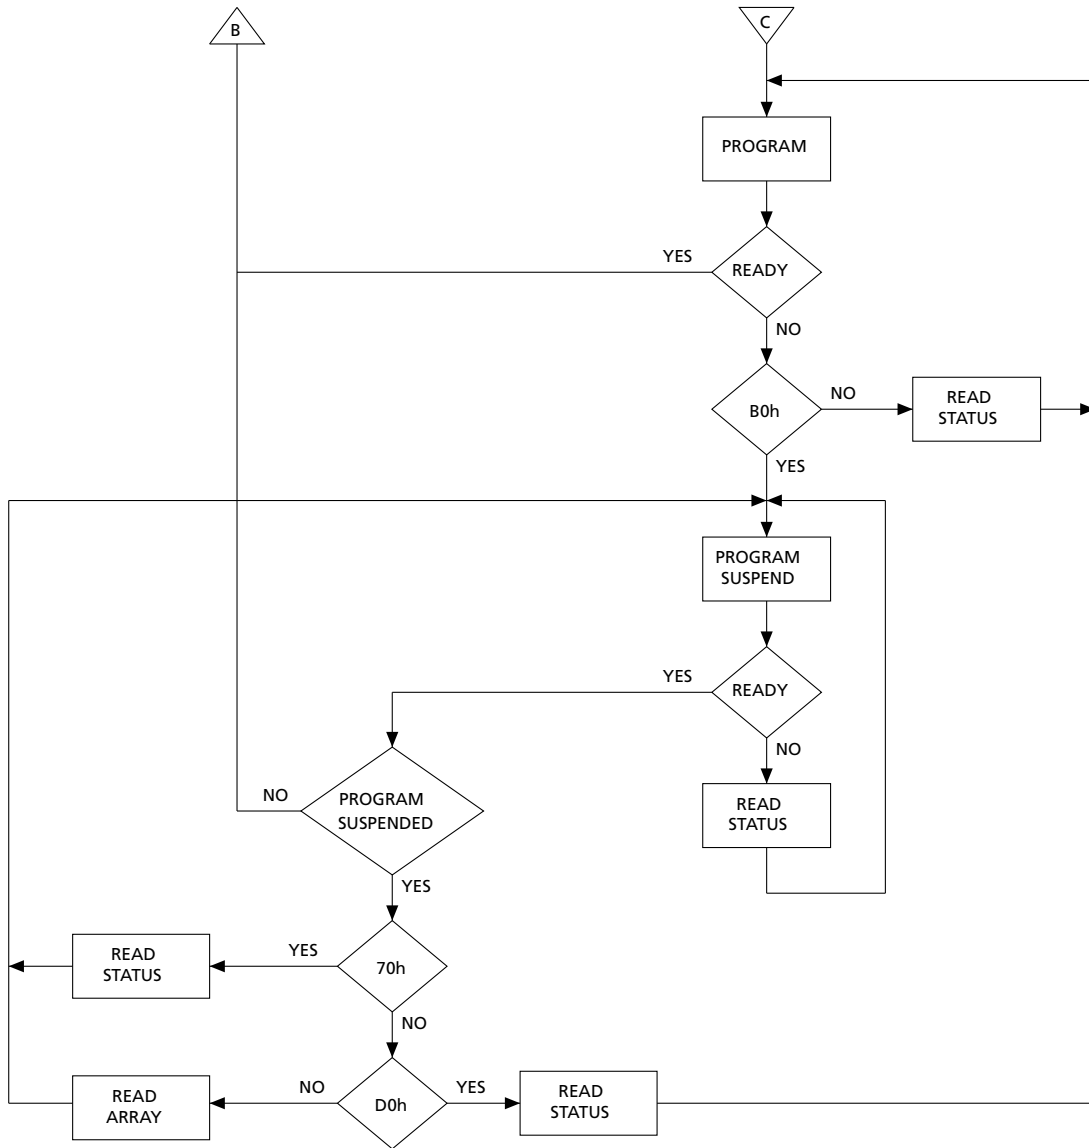 B
C
PROGRAM
YES
READY
NO
B0h
NO
READ
STATUS
YES
PROGRAM
SUSPEND
YES
READY
NO
NO
PROGRAM
SUSPENDED
READ
STATUS
YES
READ
STATUS
YES
70h
NO
READ
ARRAY
NO
D0h
YES
READ
STATUS